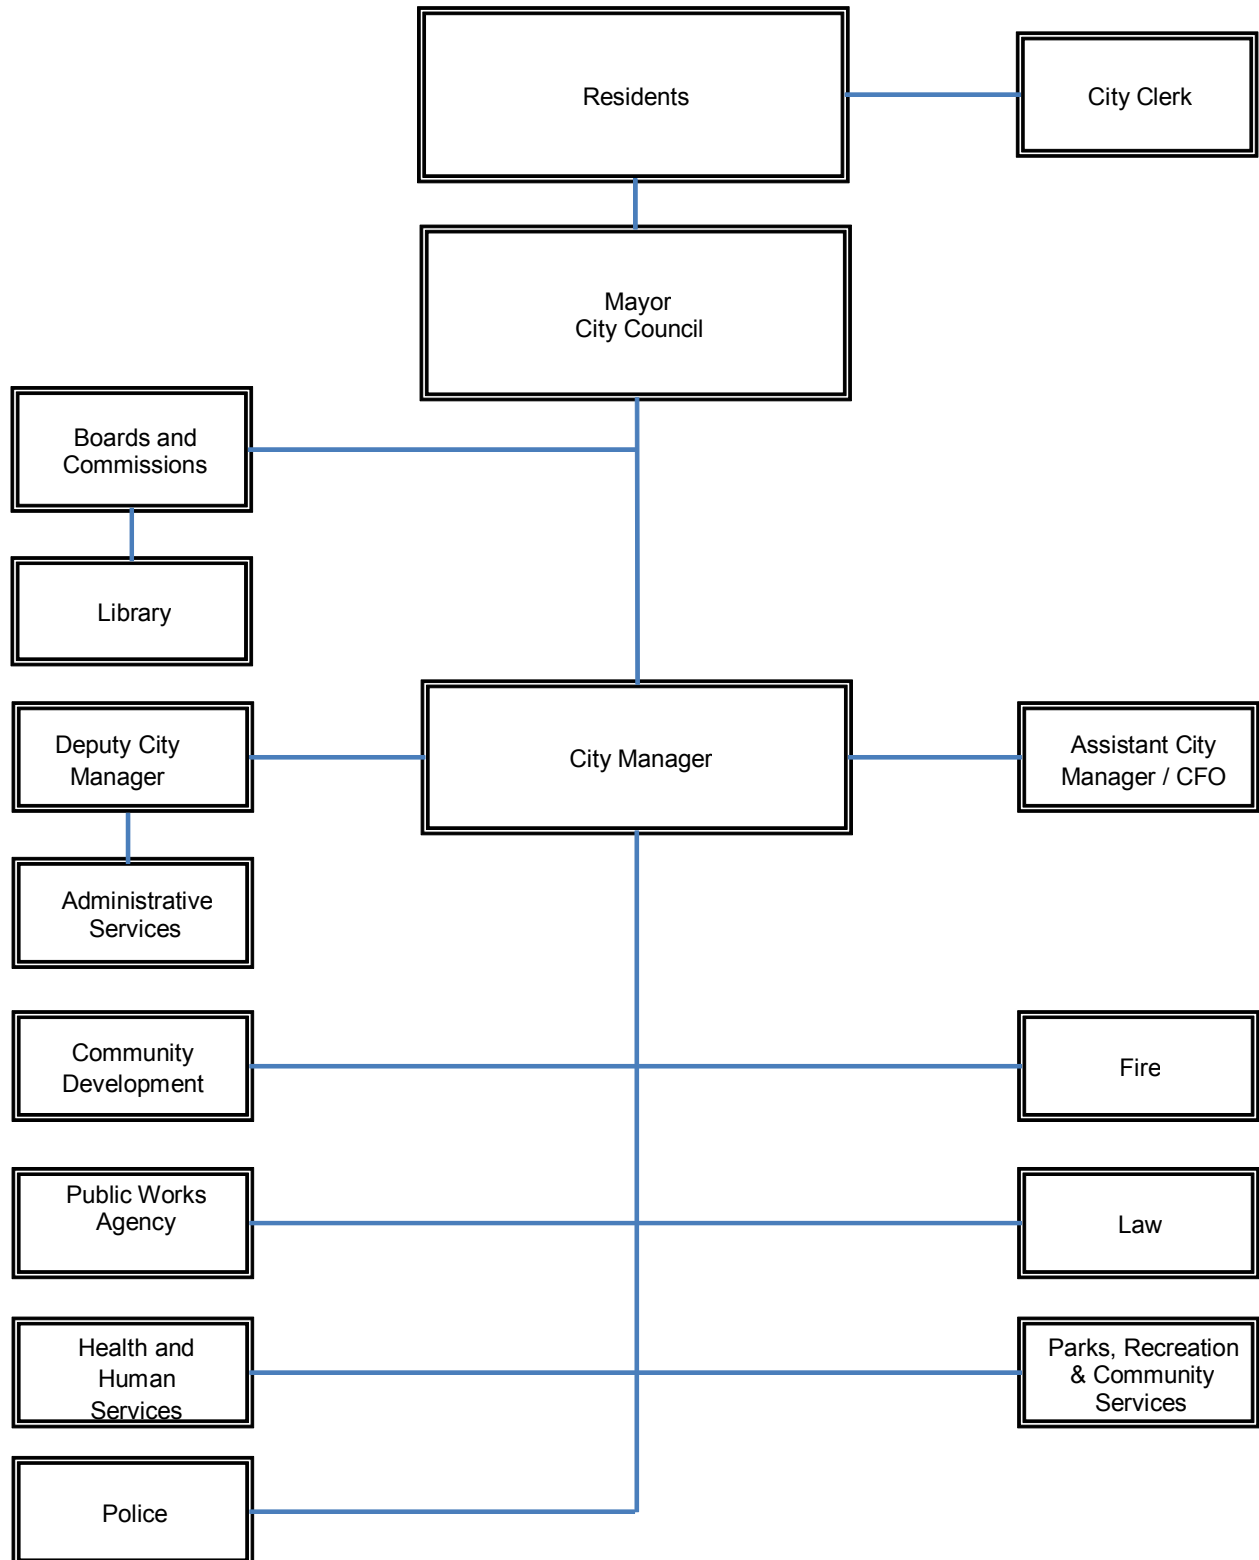 Residents
City Clerk
Mayor
City Council
Boards and
Commissions
Library
Deputy City
Manager
City Manager
Assistant City
Manager / CFO
Administrative
Services
Community
Development
Fire
Public Works
Agency
Law
Health and
Human
Services
Parks, Recreation
& Community
Services
Police